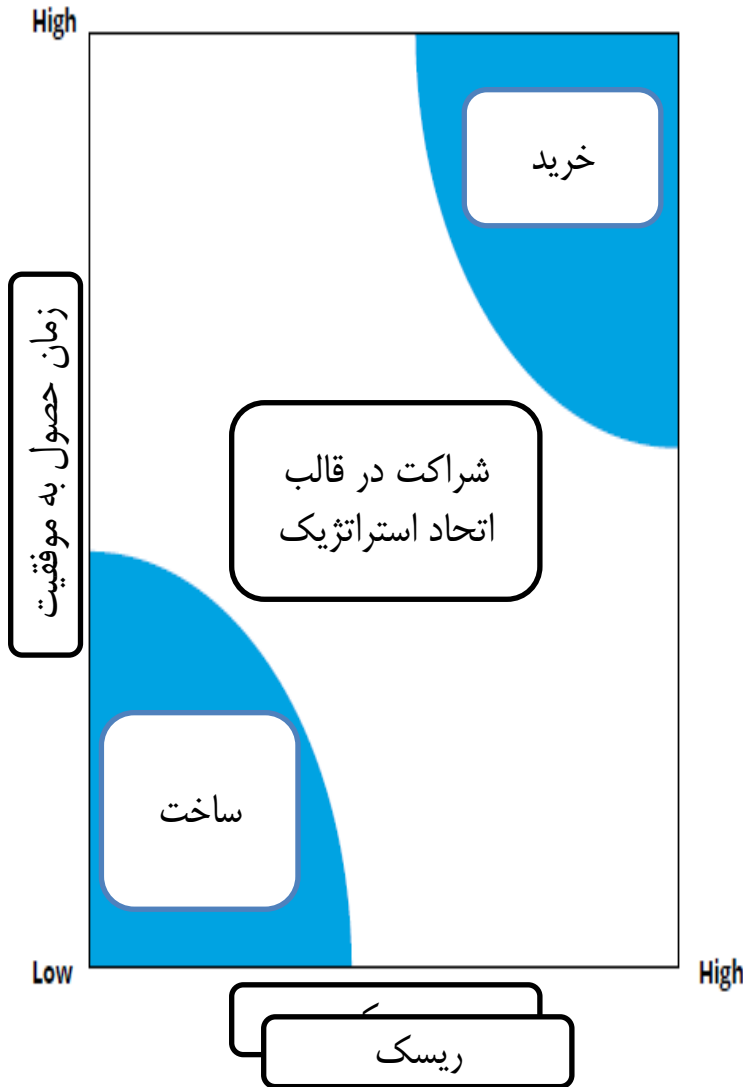 High
خرید
زمان حصول به موفقیت
شراکت در قالب
اتحاد استراتژیک
ساخت
Low
High
ریسک